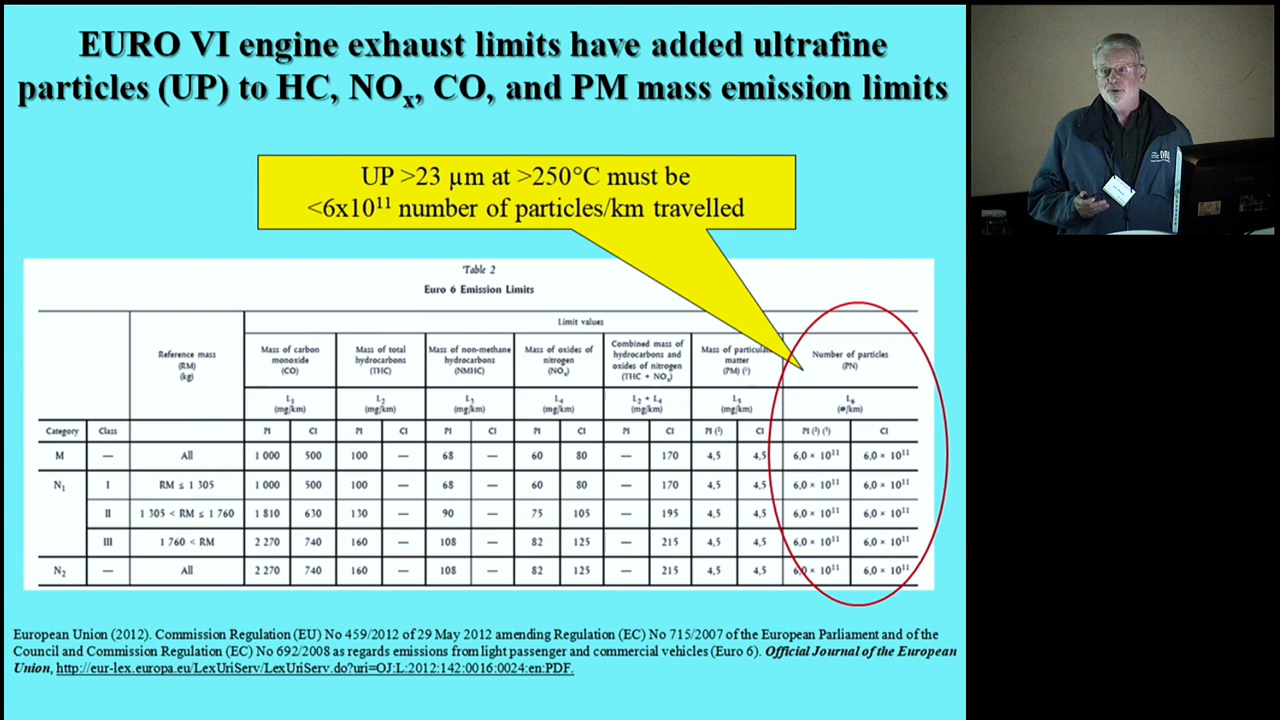 EURO VI engine exhaust limits have added ultrafine
particles (UP) to HC, NOx, CO, and PM mass emission limits
UP >23 µm at >250°C must be
<6x10¹¹ number of particles/km travelled
Table 2
Euro 6 Emission Limits
Limit values
Reference mass (RM) (kg) Mass of carbon monoxide (CO) Mass of total hydrocarbons (THC) Mass of non-methane hydrocarbons (NMHC) Mass of oxides of nitrogen (NOx) Combined mass of hydrocarbons and oxides of nitrogen (THC + NOx) Mass of particulate matter (PM) (¹) Number of particles (PN)
L₁ (mg/km) L₂ (mg/km) L₃ (mg/km) L₄ (mg/km) L₂ + L₄ (mg/km) L₅ (mg/km) L₆ (#/km)
Category Class PI CI PI CI PI CI PI CI PI CI PI (²) CI PI (²) (³) CI
M — All 1 000 500 100 — 68 — 60 80 — 170 4,5 4,5 6,0 × 10¹¹ 6,0 × 10¹¹
N₁ I RM ≤ 1 305 1 000 500 100 — 68 — 60 80 — 170 4,5 4,5 6,0 × 10¹¹ 6,0 × 10¹¹
II 1 305 < RM ≤ 1 760 1 810 630 130 — 90 — 75 105 — 195 4,5 4,5 6,0 × 10¹¹ 6,0 × 10¹¹
III 1 760 < RM 2 270 740 160 — 108 — 82 125 — 215 4,5 4,5 6,0 × 10¹¹ 6,0 × 10¹¹
N₂ — All 2 270 740 160 — 108 — 82 125 — 215 4,5 4,5 6,0 × 10¹¹ 6,0 × 10¹¹
European Union (2012). Commission Regulation (EU) No 459/2012 of 29 May 2012 amending Regulation (EC) No 715/2007 of the European Parliament and of the
Council and Commission Regulation (EC) No 692/2008 as regards emissions from light passenger and commercial vehicles (Euro 6). Official Journal of the European
Union, http://eur-lex.europa.eu/LexUriServ/LexUriServ.do?uri=OJ:L:2012:142:0016:0024:en:PDF.
DRI